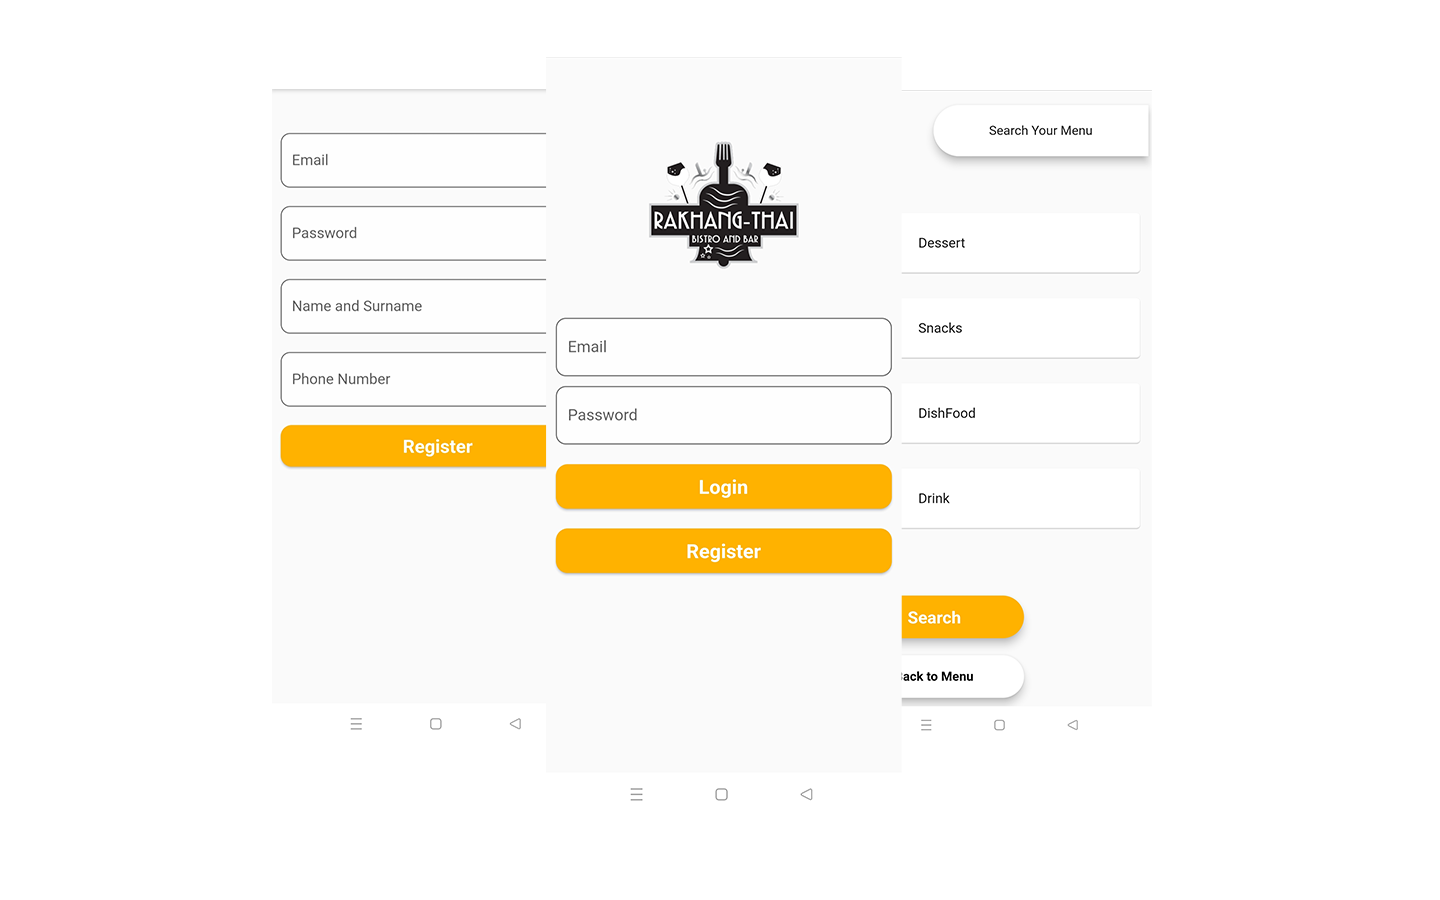 Email
Password
Name and Surname
Phone Number
Register
RAKHANG-THAI
BISTRO AND BAR
Email
Password
Login
Register
Search Your Menu
Dessert
Snacks
DishFood
Drink
Search
ack to Menu